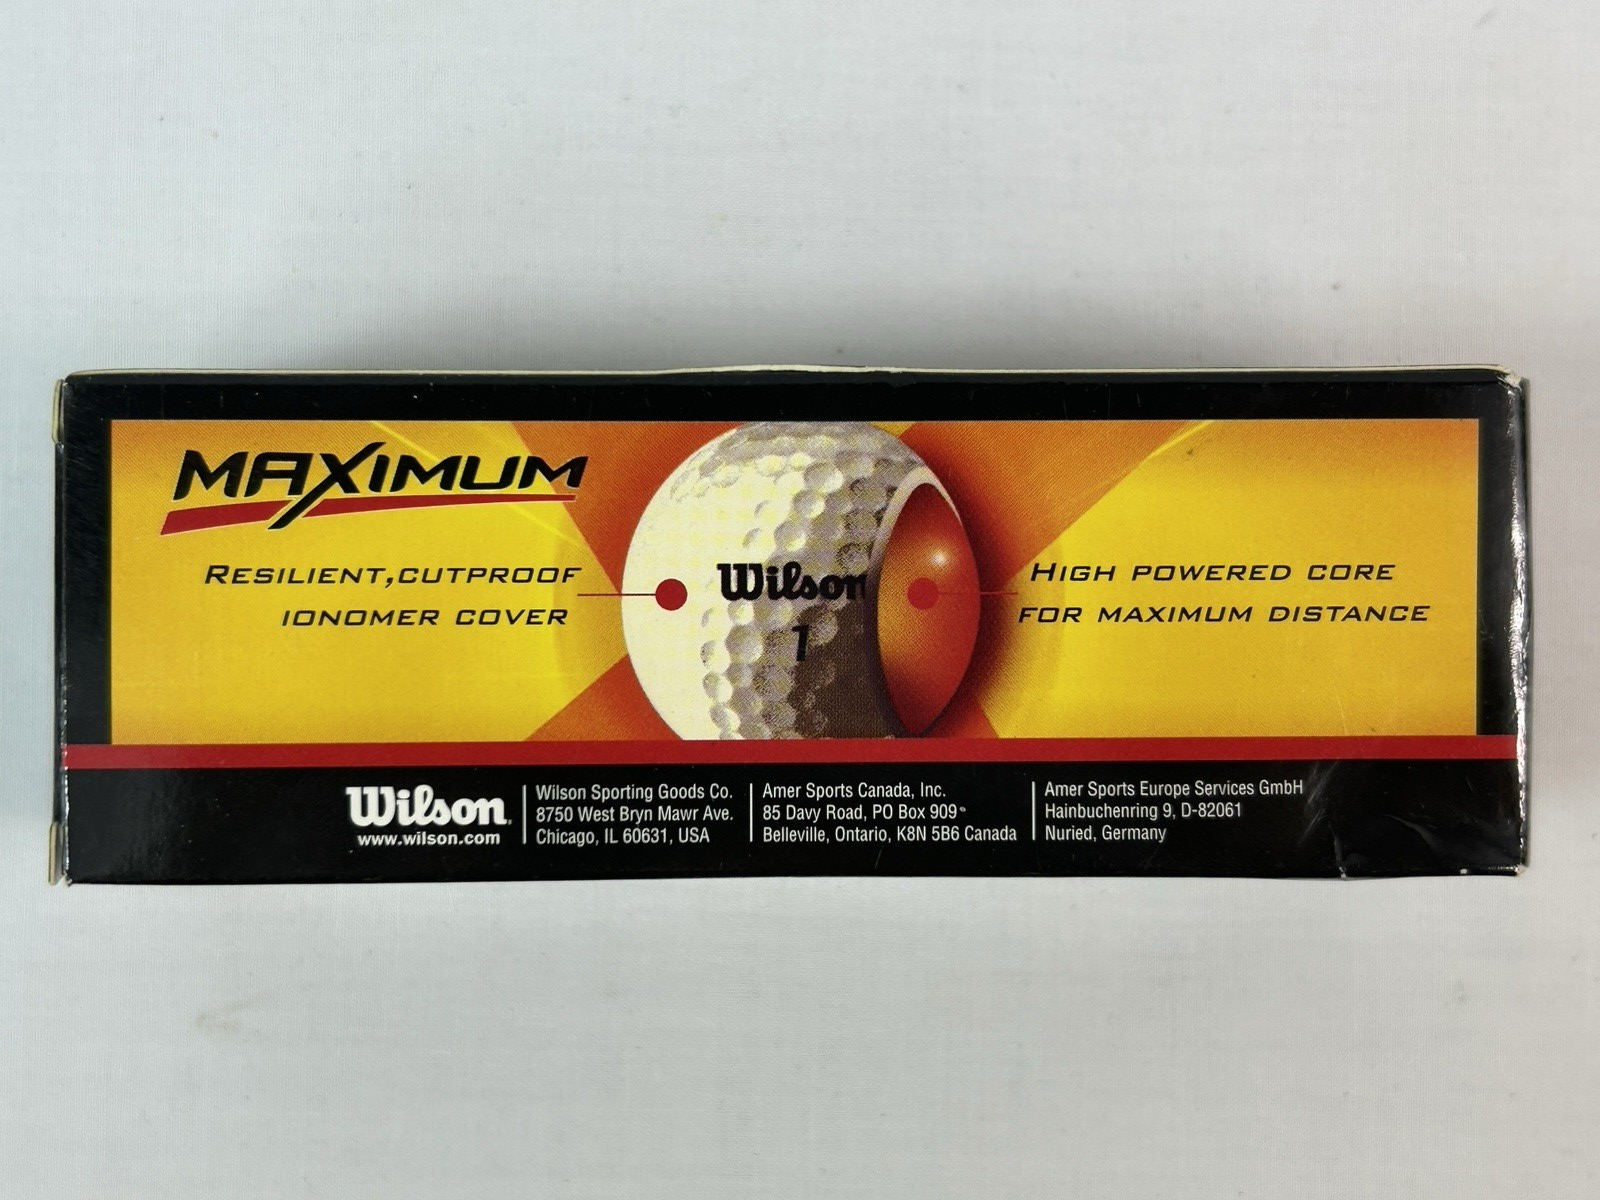 MAXIMUM
RESILIENT,CUTPROOF
IONOMER COVER
Wilson
1
HIGH POWERED CORE
FOR MAXIMUM DISTANCE
Wilson.
www.wilson.com
Wilson Sporting Goods Co.
8750 West Bryn Mawr Ave.
Chicago, IL 60631, USA
Amer Sports Canada, Inc.
85 Davy Road, PO Box 909
Belleville, Ontario, K8N 5B6 Canada
Amer Sports Europe Services GmbH
Hainbuchenring 9, D-82061
Nuried, Germany